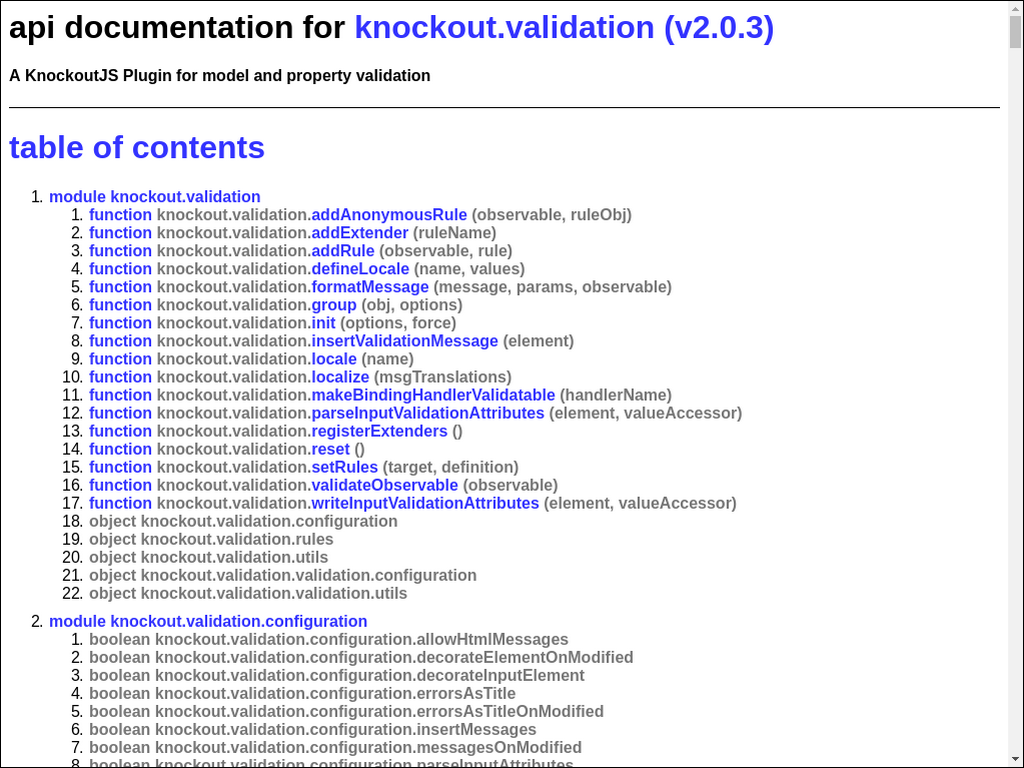 api documentation for knockout.validation (v2.0.3)
A KnockoutJS Plugin for model and property validation
table of contents
1. module knockout.validation
1. function knockout.validation.addAnonymousRule (observable, ruleObj)
2. function knockout.validation.addExtender (ruleName)
3. function knockout.validation.addRule (observable, rule)
4. function knockout.validation.defineLocale (name, values)
5. function knockout.validation.formatMessage (message, params, observable)
6. function knockout.validation.group (obj, options)
7. function knockout.validation.init (options, force)
8. function knockout.validation.insertValidationMessage (element)
9. function knockout.validation.locale (name)
10. function knockout.validation.localize (msgTranslations)
11. function knockout.validation.makeBindingHandlerValidatable (handlerName)
12. function knockout.validation.parseInputValidationAttributes (element, valueAccessor)
13. function knockout.validation.registerExtenders ()
14. function knockout.validation.reset ()
15. function knockout.validation.setRules (target, definition)
16. function knockout.validation.validateObservable (observable)
17. function knockout.validation.writeInputValidationAttributes (element, valueAccessor)
18. object knockout.validation.configuration
19. object knockout.validation.rules
20. object knockout.validation.utils
21. object knockout.validation.validation.configuration
22. object knockout.validation.validation.utils
2. module knockout.validation.configuration
1. boolean knockout.validation.configuration.allowHtmlMessages
2. boolean knockout.validation.configuration.decorateElementOnModified
3. boolean knockout.validation.configuration.decorateInputElement
4. boolean knockout.validation.configuration.errorsAsTitle
5. boolean knockout.validation.configuration.errorsAsTitleOnModified
6. boolean knockout.validation.configuration.insertMessages
7. boolean knockout.validation.configuration.messagesOnModified
8. boolean knockout.validation.configuration.parseInputAttributes